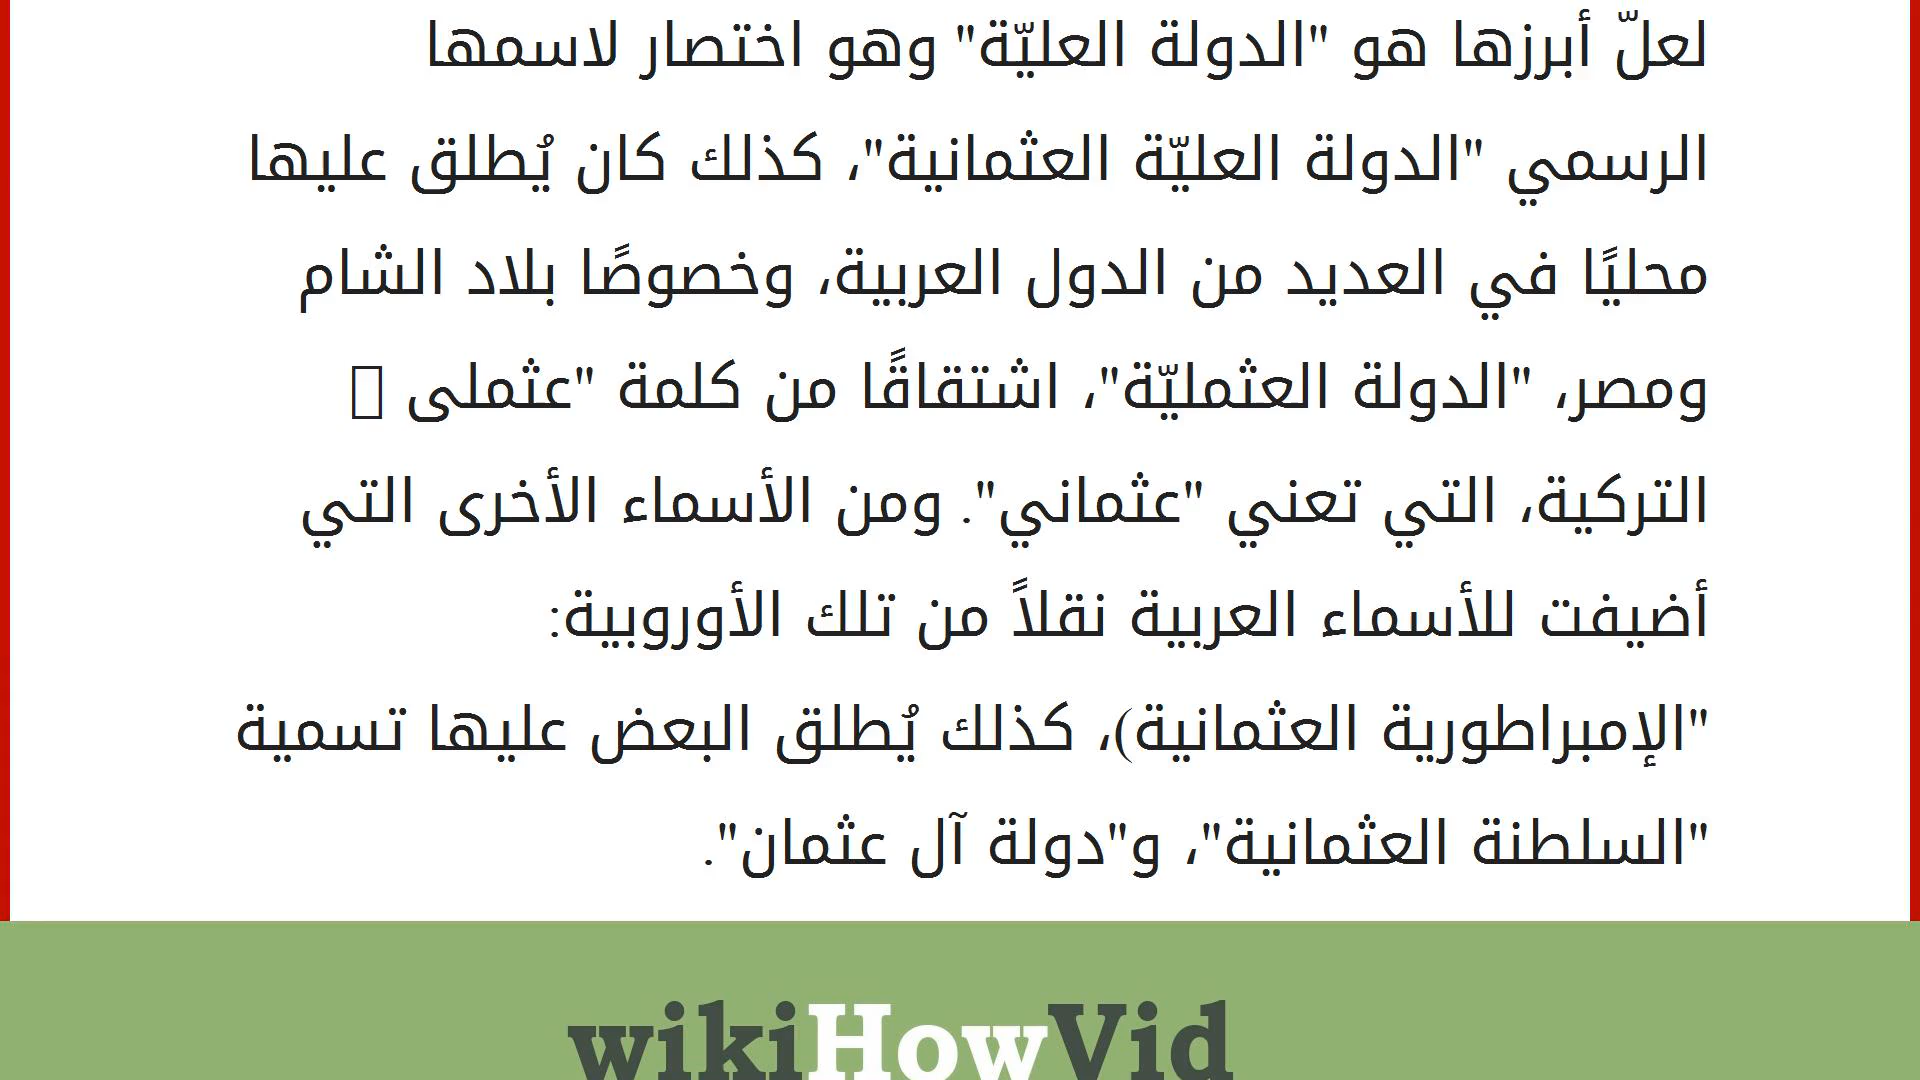 لعلّ أبرزها هو "الدولة العليّة" وهو اختصار لاسمها
الرسمي "الدولة العليّة العثمانية"، كذلك كان يُطلق عليها
محليًا في العديد من الدول العربية، وخصوصًا بلاد الشام
ومصر، "الدولة العثمليّة"، اشتقاقًا من كلمة "عثملى
التركية، التي تعني "عثماني". ومن الأسماء الأخرى التي
أضيفت للأسماء العربية نقلاً من تلك الأوروبية:
"الإمبراطورية العثمانية)، كذلك يُطلق البعض عليها تسمية
"السلطنة العثمانية"، و"دولة آل عثمان".
wikiHowVid